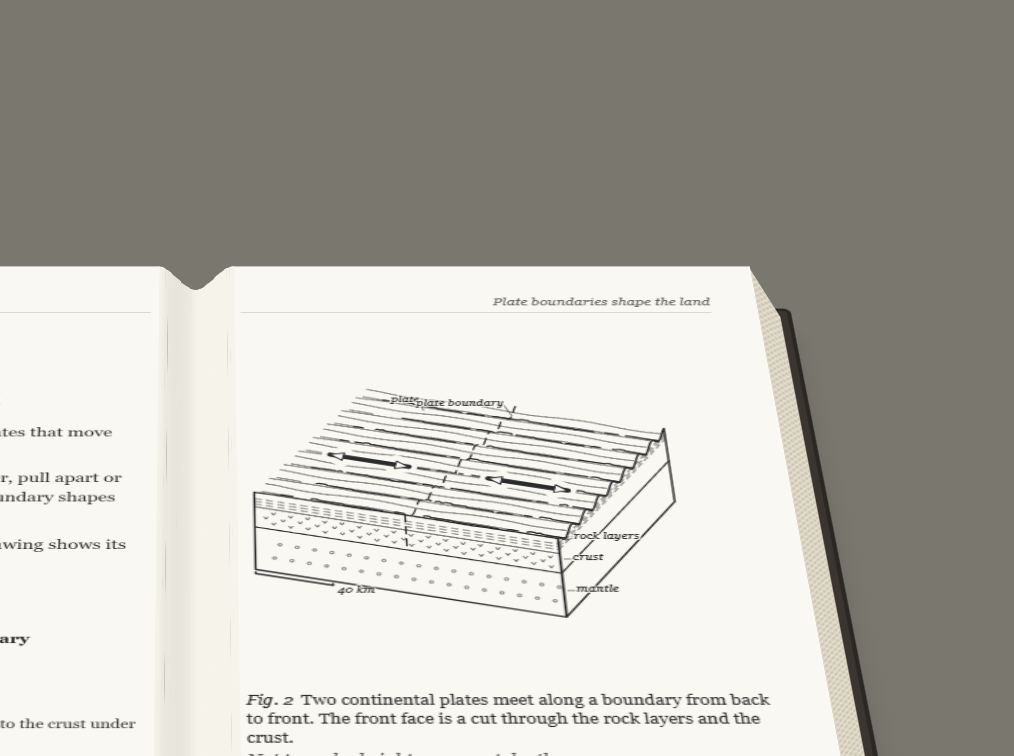 tes that move
r, pull apart or
undary shapes
wing shows its
ary
to the crust under
Plate boundaries shape the land
plate
plate boundary
rock layers
crust
mantle
40 km
Fig. 2 Two continental plates meet along a boundary from back
to front. The front face is a cut through the rock layers and the
crust.